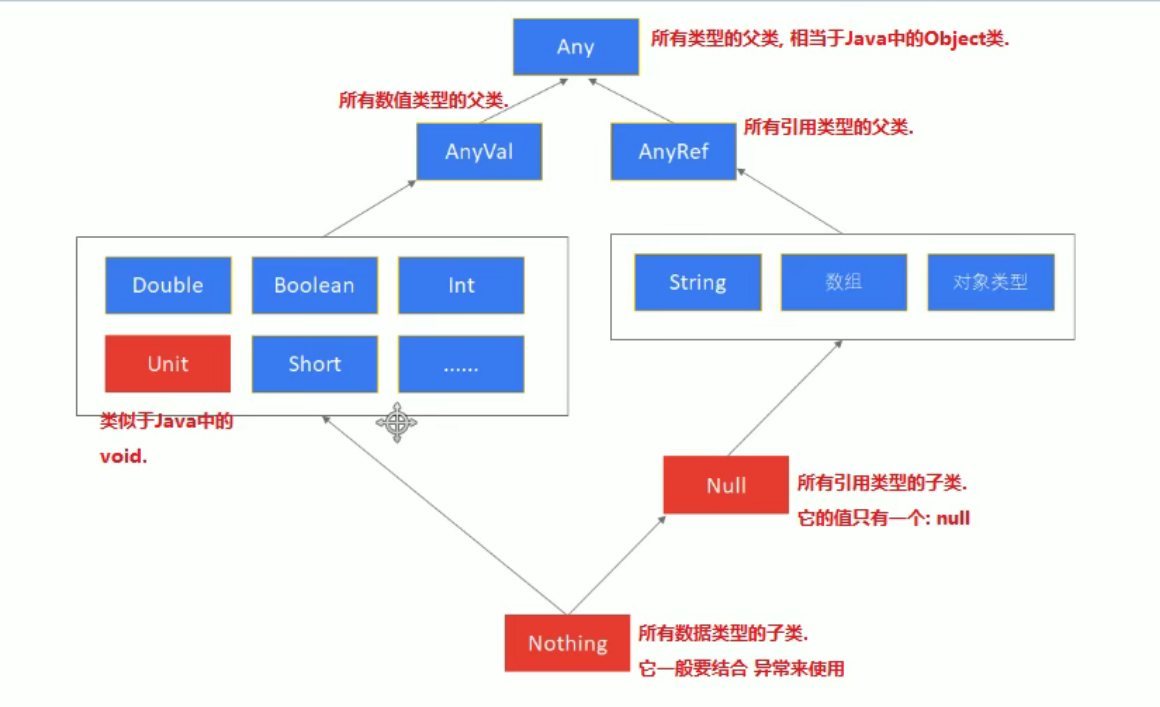 Any
所有类型的父类, 相当于Java中的Object类.
所有数值类型的父类.
AnyVal
AnyRef
所有引用类型的父类.
Double
Boolean
Int
String
数组
对象类型
Unit
Short
......
类似于Java中的
void.
Null
所有引用类型的子类.
它的值只有一个: null
Nothing
所有数据类型的子类.
它一般要结合 异常来使用